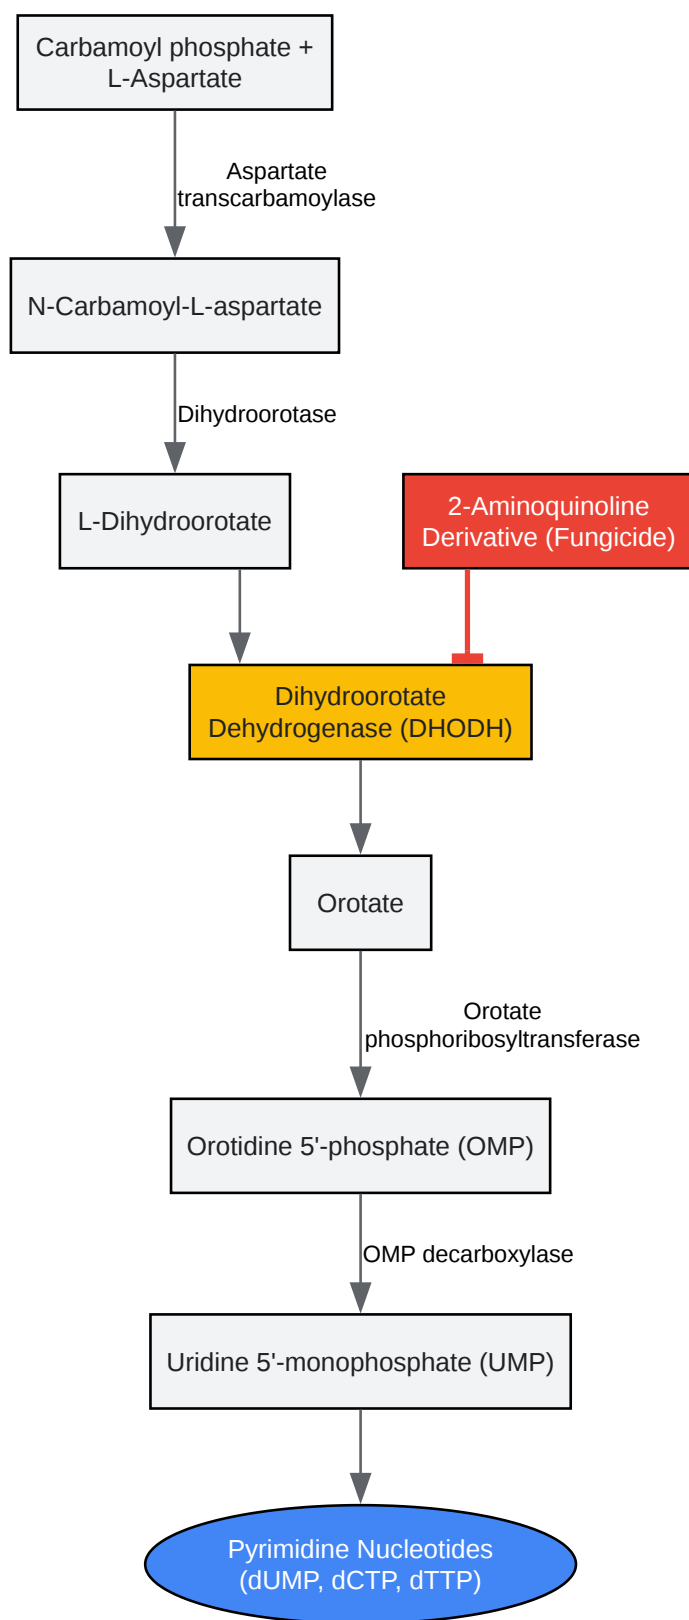 Carbamoyl phosphate +
L-Aspartate
Aspartate
transcarbamoylase
N-Carbamoyl-L-aspartate
Dihydroorotase
L-Dihydroorotate
2-Aminoquinoline
Derivative (Fungicide)
Dihydroorotate
Dehydrogenase (DHODH)
Orotate
Orotate
phosphoribosyltransferase
Orotidine 5'-phosphate (OMP)
OMP decarboxylase
Uridine 5'-monophosphate (UMP)
Pyrimidine Nucleotides
(dUMP, dCTP, dTTP)